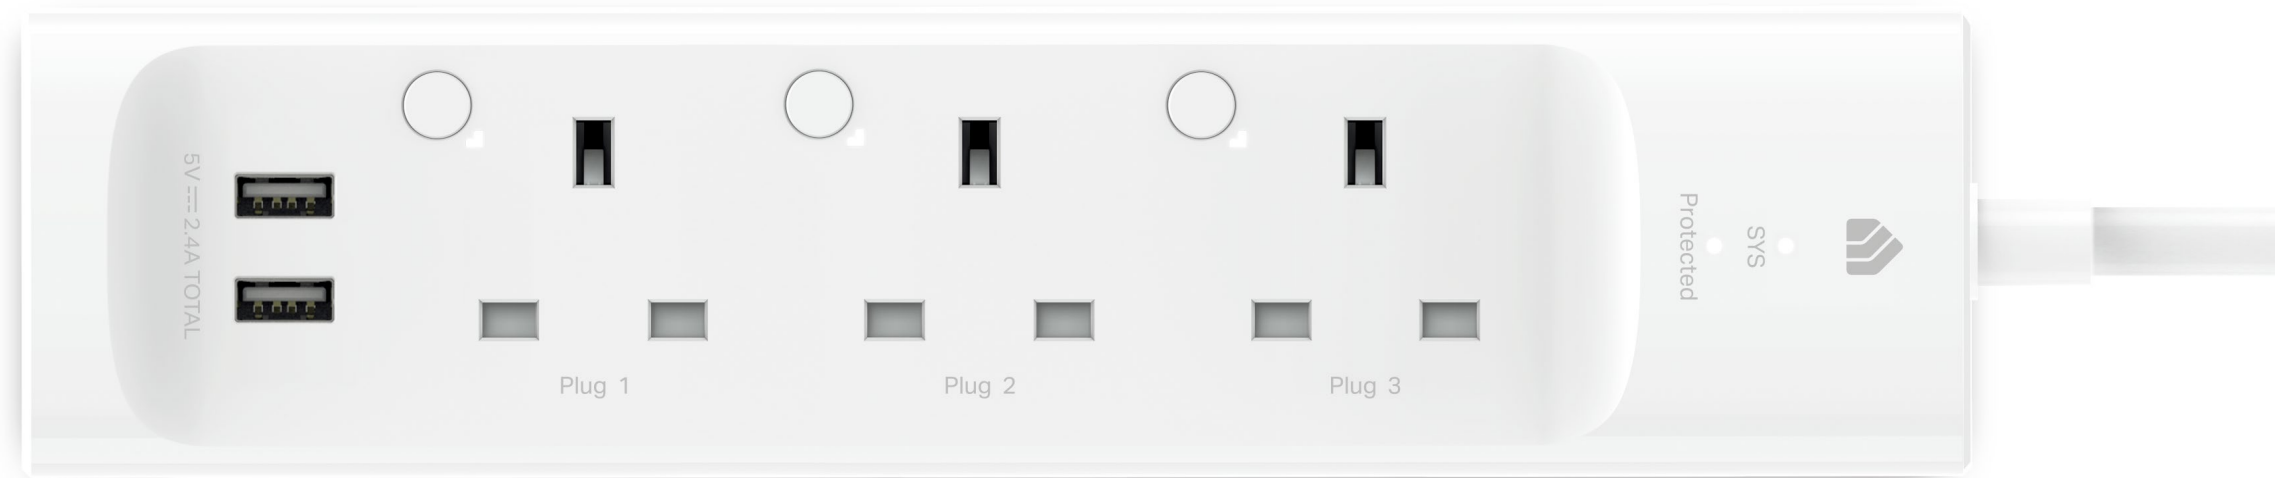 5V ⎓ 2.4A TOTAL
Plug 1
Plug 2
Plug 3
Protected
SYS